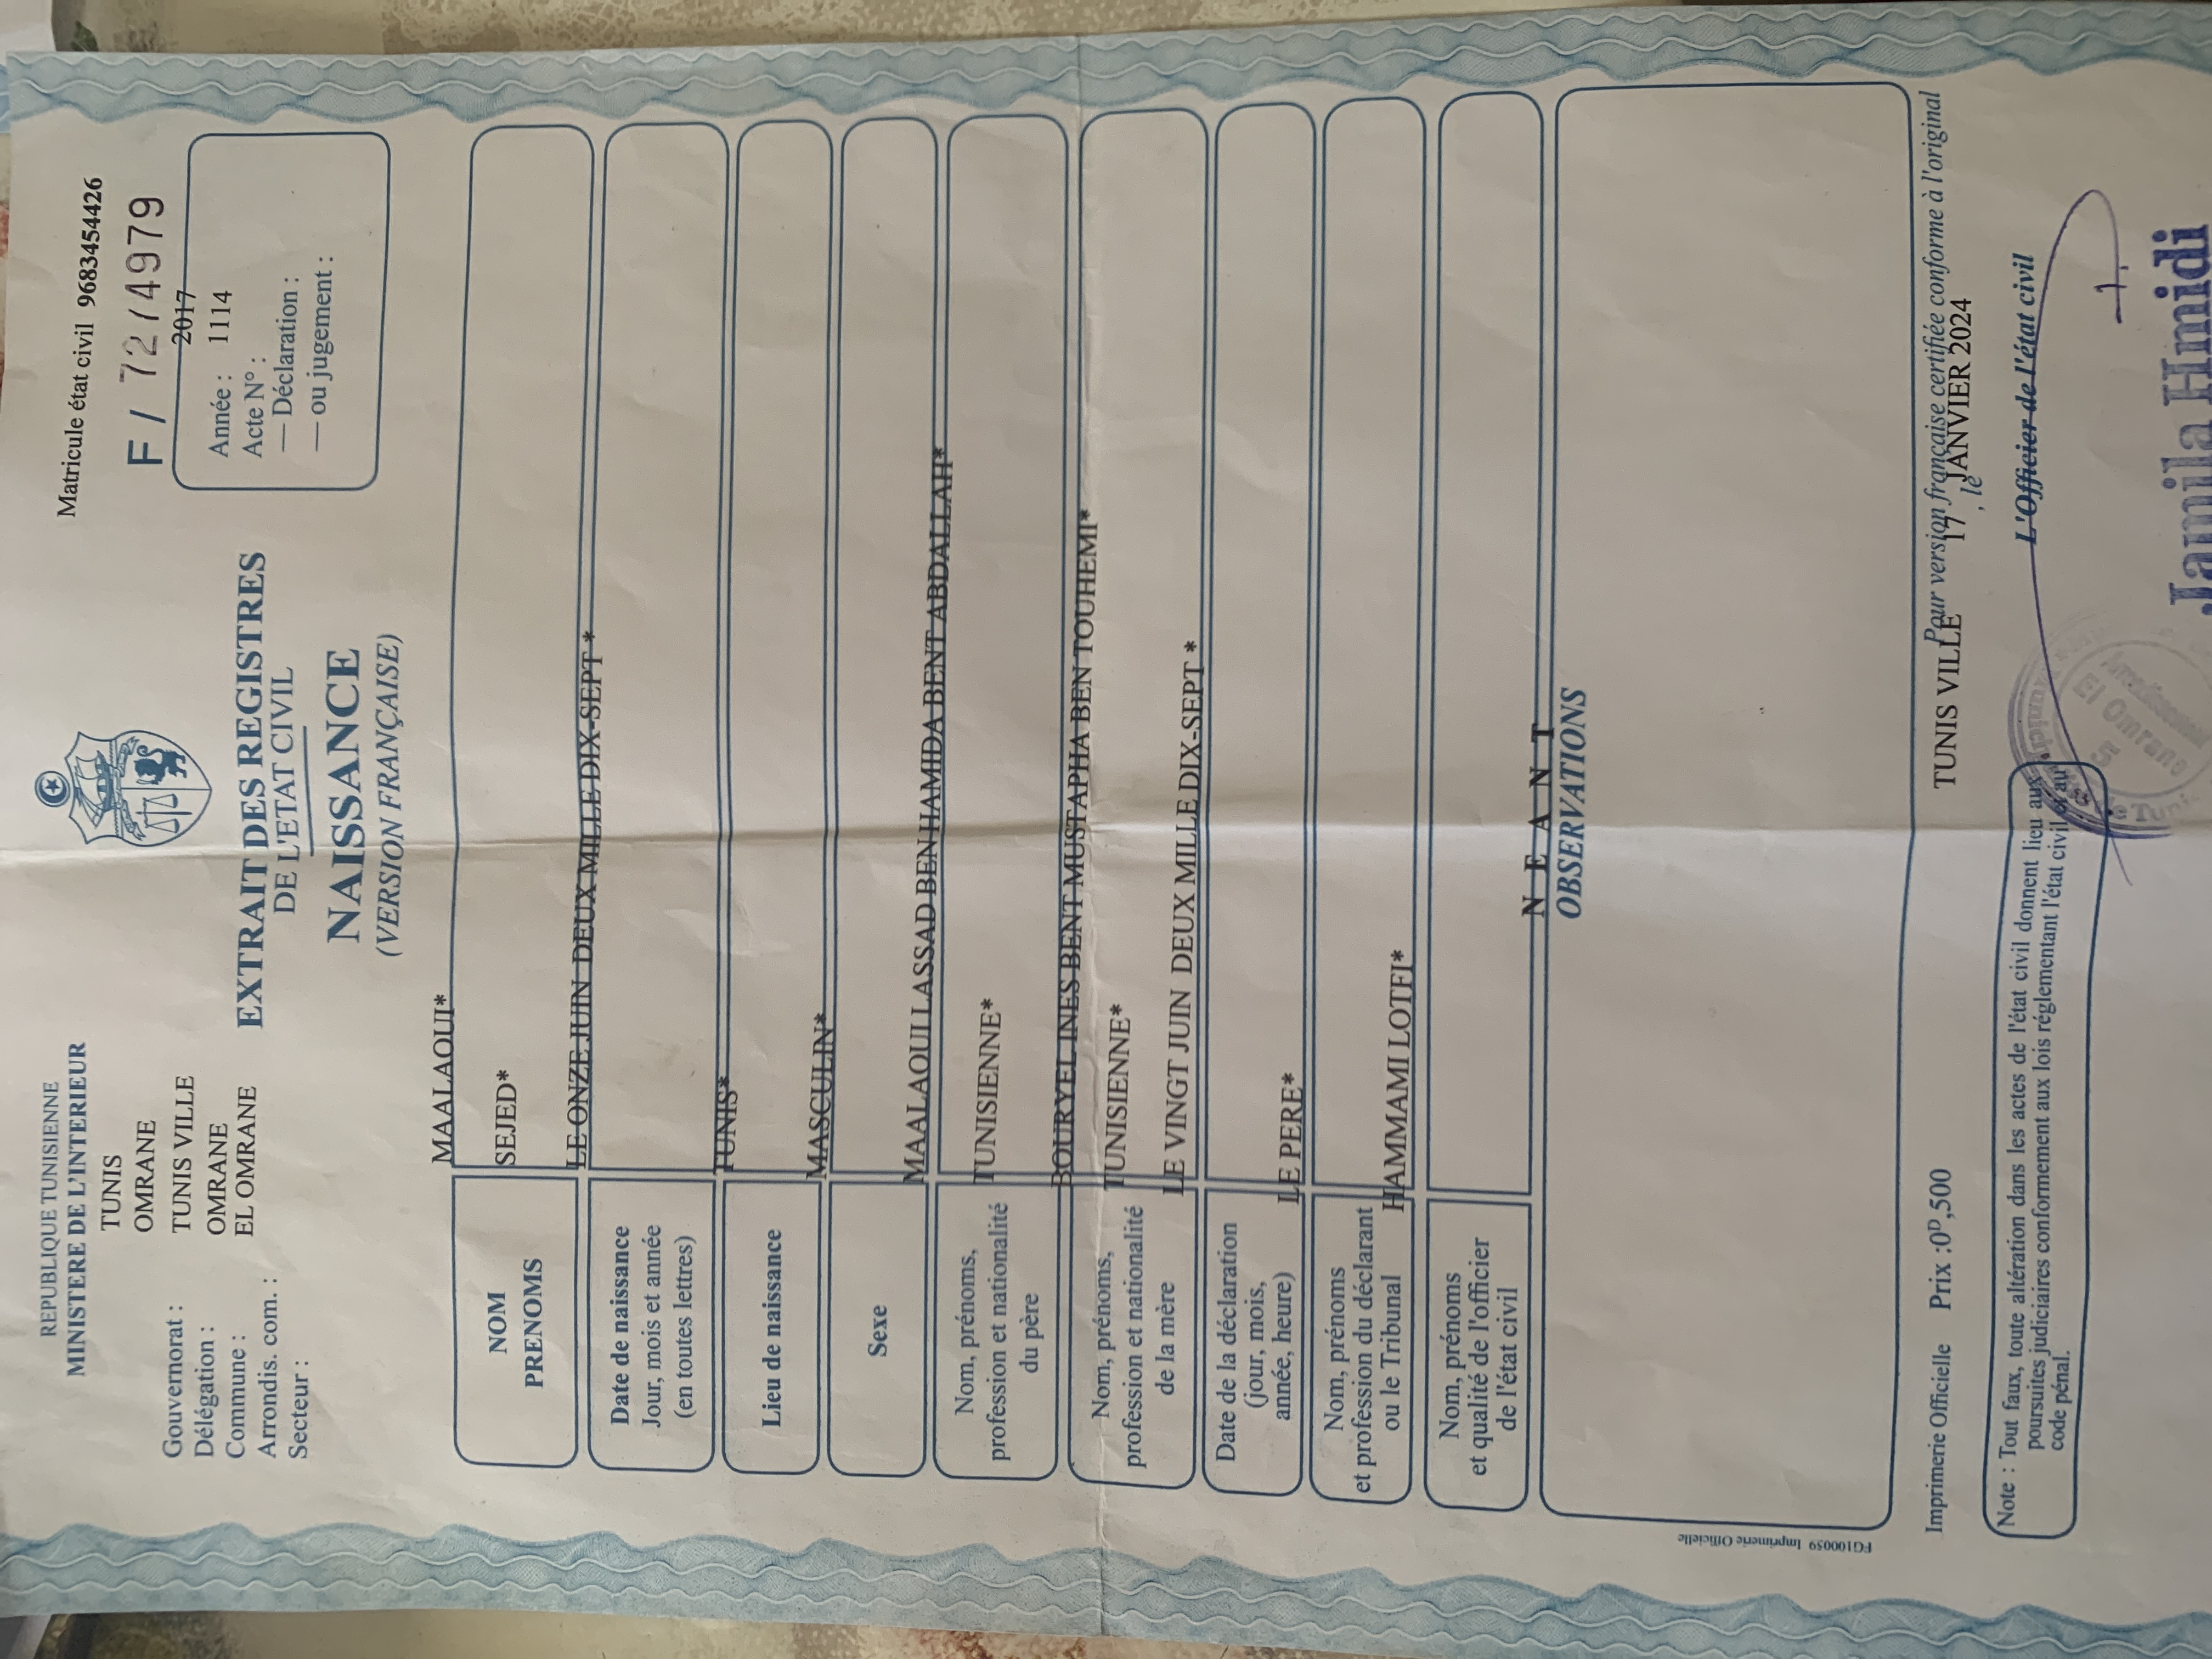 REPUBLIQUE TUNISIENNE
MINISTERE DE L'INTERIEUR
TUNIS
OMRANE
Gouvernorat : TUNIS VILLE
Délégation : OMRANE
Commune : EL OMRANE
Arrondis. com. :
Secteur :
Matricule état civil 9683454426
F / 72/4979
2017
Année : 1114
Acte N° :
— Déclaration :
— ou jugement :
EXTRAIT DES REGISTRES
DE L'ETAT CIVIL
NAISSANCE
(VERSION FRANÇAISE)
MAALAOUI*
NOM
PRENOMS
SEJED*
LE ONZE JUIN DEUX MILLE DIX-SEPT *
Date de naissance
Jour, mois et année
(en toutes lettres)
TUNIS*
Lieu de naissance
MASCULIN*
Sexe
MAALAOUI LASSAD BEN HAMIDA BENT ABDALLAH*
Nom, prénoms,
profession et nationalité
du père
TUNISIENNE*
BOURYEL INES BENT MUSTAPHA BEN TOUHEMI*
Nom, prénoms,
profession et nationalité
de la mère
TUNISIENNE*
LE VINGT JUIN DEUX MILLE DIX-SEPT *
Date de la déclaration
(jour, mois,
année, heure)
LE PERE*
Nom, prénoms
et profession du déclarant
ou le Tribunal
HAMMAMI LOTFI*
Nom, prénoms
et qualité de l'officier
de l'état civil
N E A N T
OBSERVATIONS
FG100059 Imprimerie Officielle
Imprimerie Officielle Prix :0D,500
Pour version française certifiée conforme à l'original
TUNIS VILLE , le 17 JANVIER 2024
L'Officier de l'état civil
Note : Tout faux, toute altération dans les actes de l'état civil donnent lieu aux
poursuites judiciaires conformement aux lois réglementant l'état civil et au
code pénal.
El Omrane
5
Jamila Hmidi